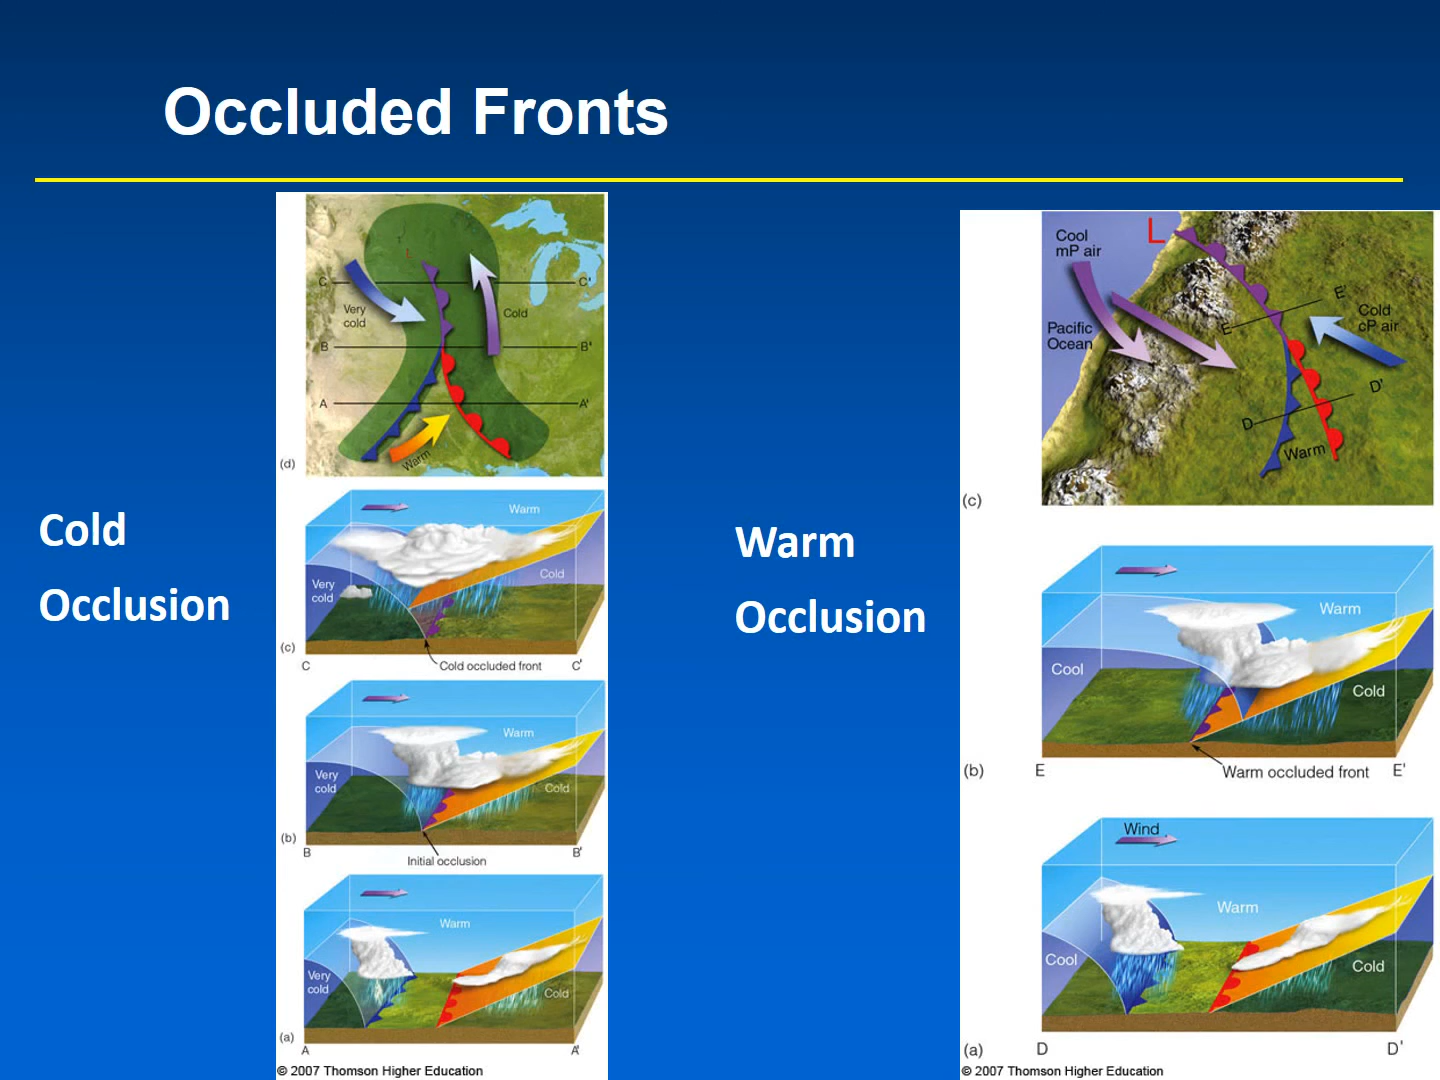 Occluded Fronts
Cold
Occlusion
L
C
C'
Very
cold
Cold
B
B'
A
A'
Warm
(d)
Warm
Very
cold
Cold
(c)
C
Cold occluded front
C'
Warm
Very
cold
Cold
(b)
B
Initial occlusion
B'
Warm
Very
cold
Cold
(a)
A
A'
© 2007 Thomson Higher Education
Warm
Occlusion
L
Cool
mP air
E'
Cold
cP air
Pacific
Ocean
E
D'
D
Warm
(c)
Warm
Cool
Cold
(b)
E
Warm occluded front
E'
Wind
Warm
Cool
Cold
(a)
D
D'
© 2007 Thomson Higher Education